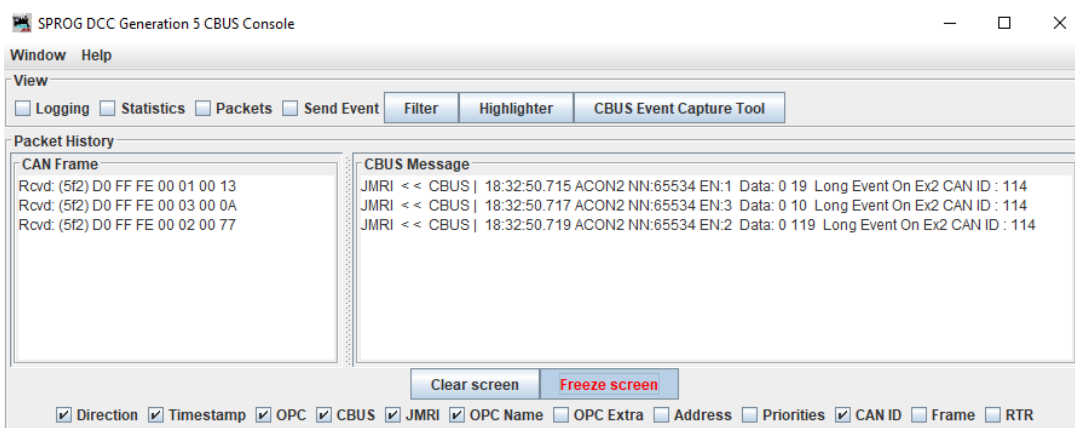 SPROG DCC Generation 5 CBUS Console
Window Help
View
Logging Statistics Packets Send Event Filter Highlighter CBUS Event Capture Tool
Packet History
CAN Frame
Rcvd: (5f2) D0 FF FE 00 01 00 13
Rcvd: (5f2) D0 FF FE 00 03 00 0A
Rcvd: (5f2) D0 FF FE 00 02 00 77
CBUS Message
JMRI << CBUS | 18:32:50.715 ACON2 NN:65534 EN:1 Data: 0 19 Long Event On Ex2 CAN ID : 114
JMRI << CBUS | 18:32:50.717 ACON2 NN:65534 EN:3 Data: 0 10 Long Event On Ex2 CAN ID : 114
JMRI << CBUS | 18:32:50.719 ACON2 NN:65534 EN:2 Data: 0 119 Long Event On Ex2 CAN ID : 114
Clear screen Freeze screen
Direction Timestamp OPC CBUS JMRI OPC Name OPC Extra Address Priorities CAN ID Frame RTR